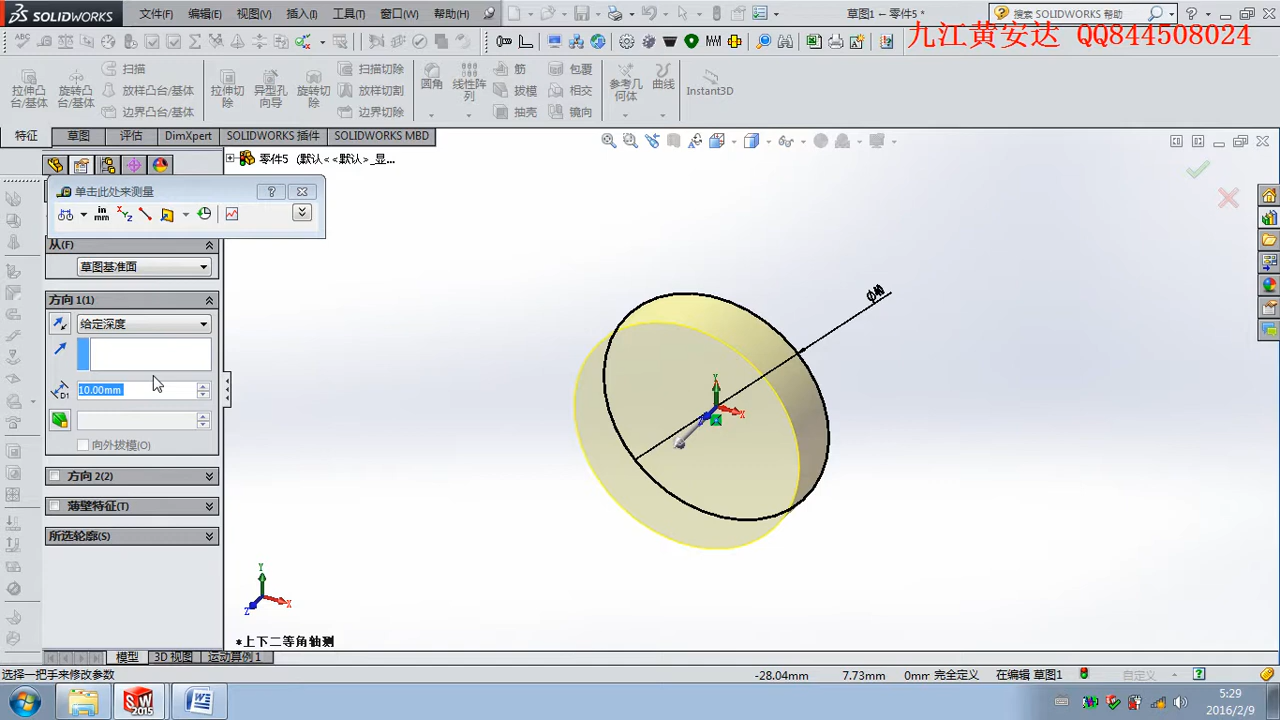 SOLIDWORKS 文件(F) 编辑(E) 视图(V) 插入(I) 工具(T) 窗口(W) 帮助(H) 草图1 – 零件5 * 搜索 SOLIDWORKS 帮助
九江黄安达 QQ844508024
拉伸凸台/基体 旋转凸台/基体 扫描 放样凸台/基体 边界凸台/基体 拉伸切除 异型孔向导 旋转切除 扫描切除 放样切割 边界切除 圆角 线性阵列 筋 拔模 抽壳 包覆 相交 镜向 参考几何体 曲线 Instant3D
特征 草图 评估 DimXpert SOLIDWORKS 插件 SOLIDWORKS MBD
零件5 (默认<<默认>_显...
单击此处来测量
in mm XYZ
从(F)
草图基准面
方向1(1)
给定深度
D1 10.00mm
向外拔模(O)
方向2(2)
薄壁特征(T)
所选轮廓(S)
Y
X
Y
X
Z
*上下二等角轴测
模型 3D 视图 运动算例1
选择一把手来修改参数 -28.04mm 7.73mm 0mm 完全定义 在编辑 草图1 自定义
5:29
2016/2/9
SW 2015